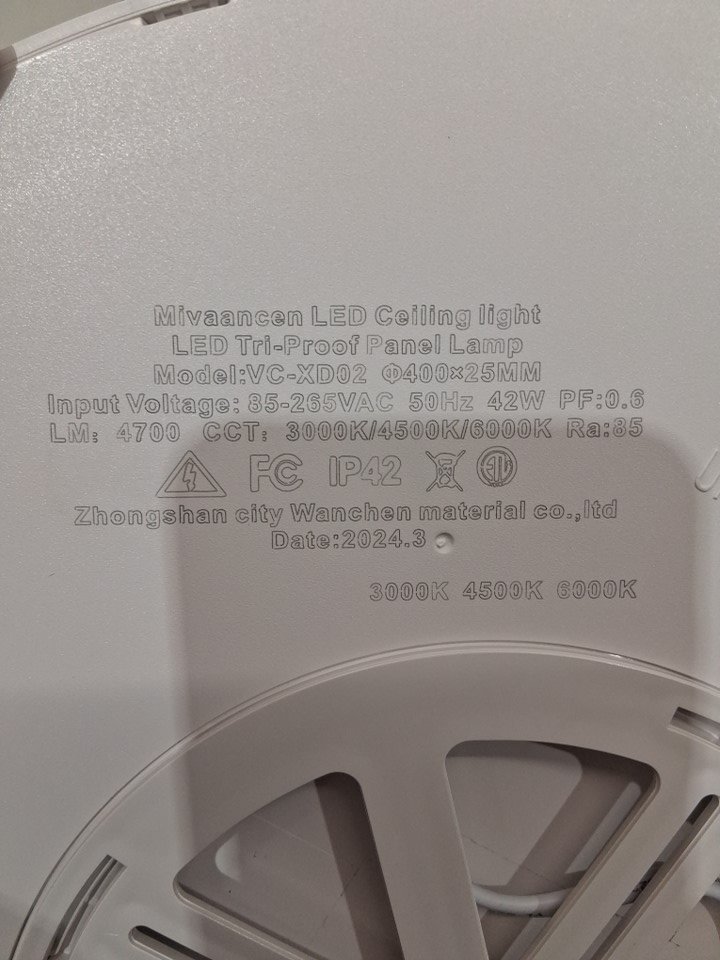 Mivaancen LED Ceiling light
LED Tri-Proof Panel Lamp
Model:VC-XD02 Φ400×25MM
Input Voltage: 85-265VAC 50Hz 42W PF:0.6
LM: 4700 CCT: 3000K/4500K/6000K Ra:85
FC IP42 ETL
Zhongshan city Wanchen material co.,ltd
Date:2024.3
3000K 4500K 6000K